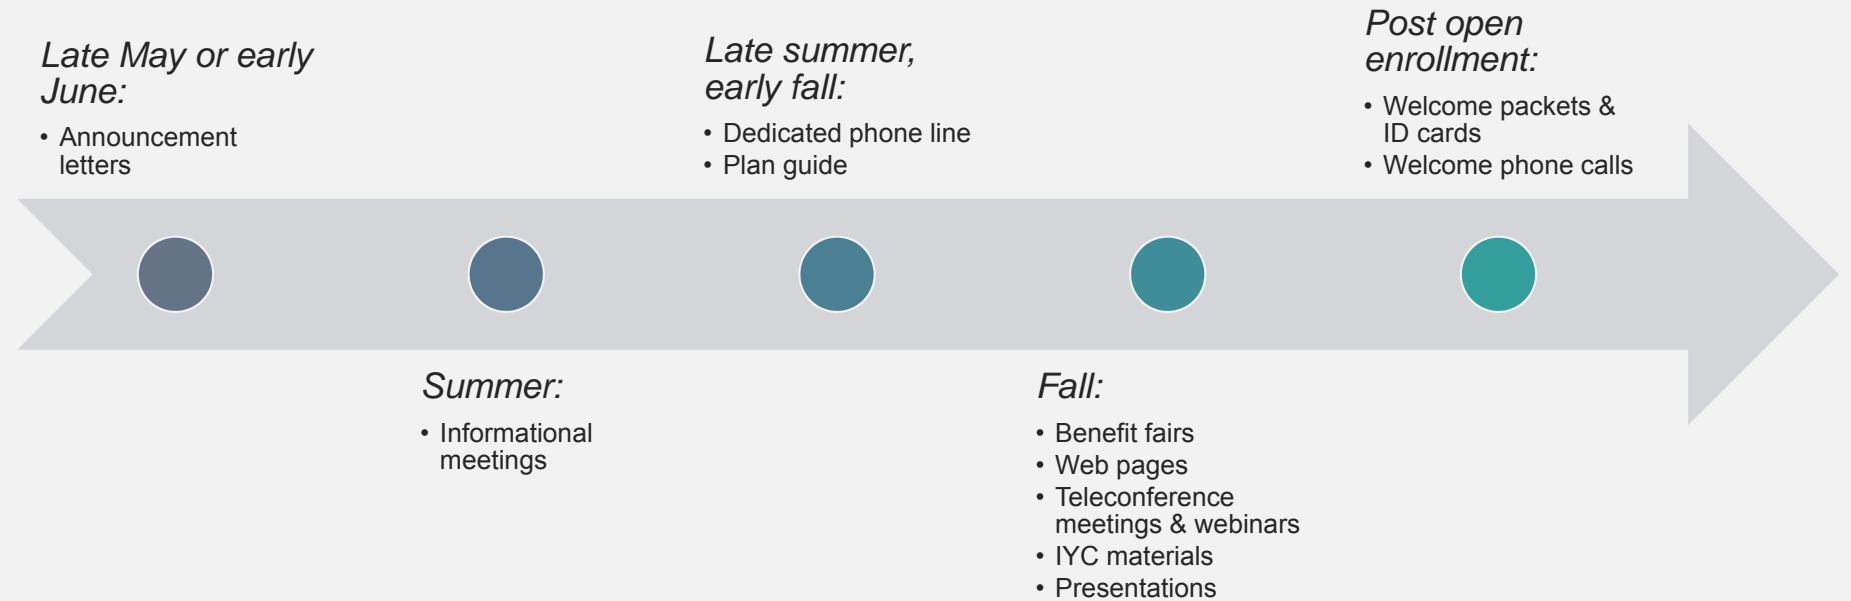 Late May or early
June:
• Announcement
letters
Summer:
• Informational
meetings
Late summer,
early fall:
• Dedicated phone line
• Plan guide
Fall:
• Benefit fairs
• Web pages
• Teleconference
meetings & webinars
• IYC materials
• Presentations
Post open
enrollment:
• Welcome packets &
ID cards
• Welcome phone calls